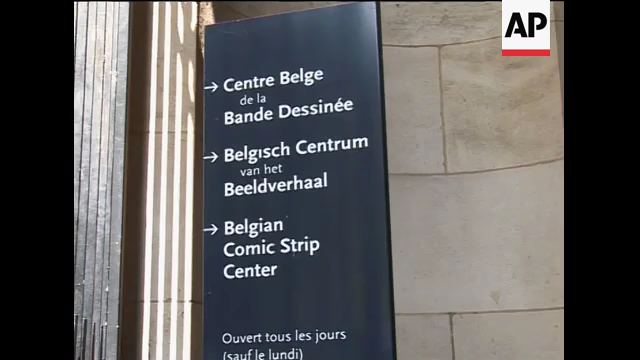 AP
→ Centre Belge
de la
Bande Dessinée
→ Belgisch Centrum
van het
Beeldverhaal
→ Belgian
Comic Strip
Center
Ouvert tous les jours
(sauf le lundi)